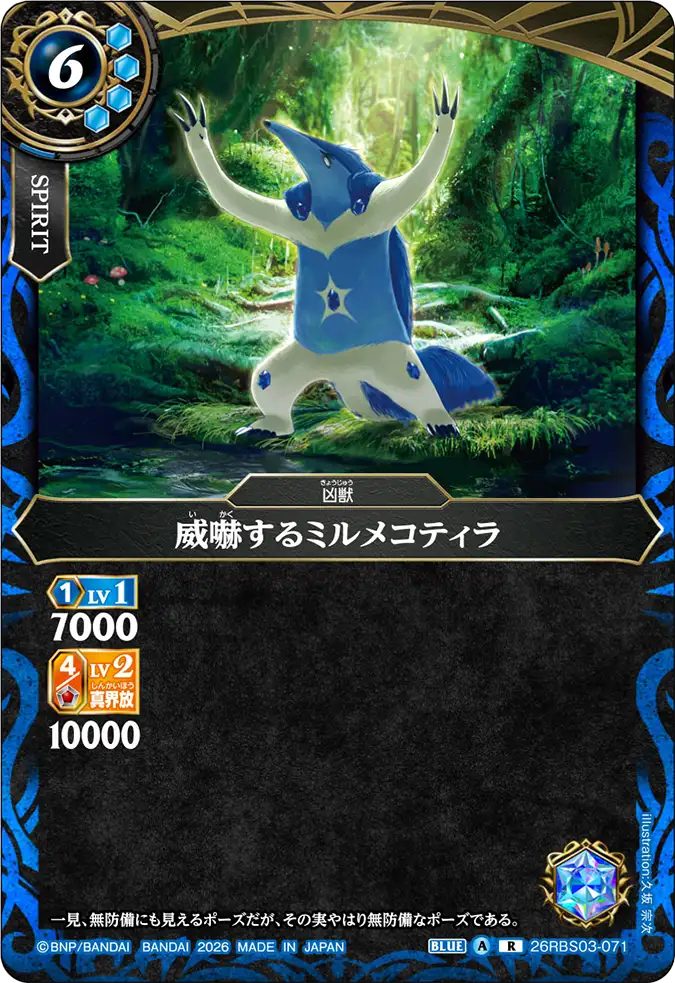 6
SPIRIT
きょうじゅう
凶獣
い かく
威嚇するミルメコティラ
1 LV1
7000
4 LV2
しんかいほう
真界放
10000
illustration:久坂 宗次
一見、無防備にも見えるポーズだが、その実やはり無防備なポーズである。
©BNP/BANDAI BANDAI 2026 MADE IN JAPAN BLUE A R 26RBS03-071